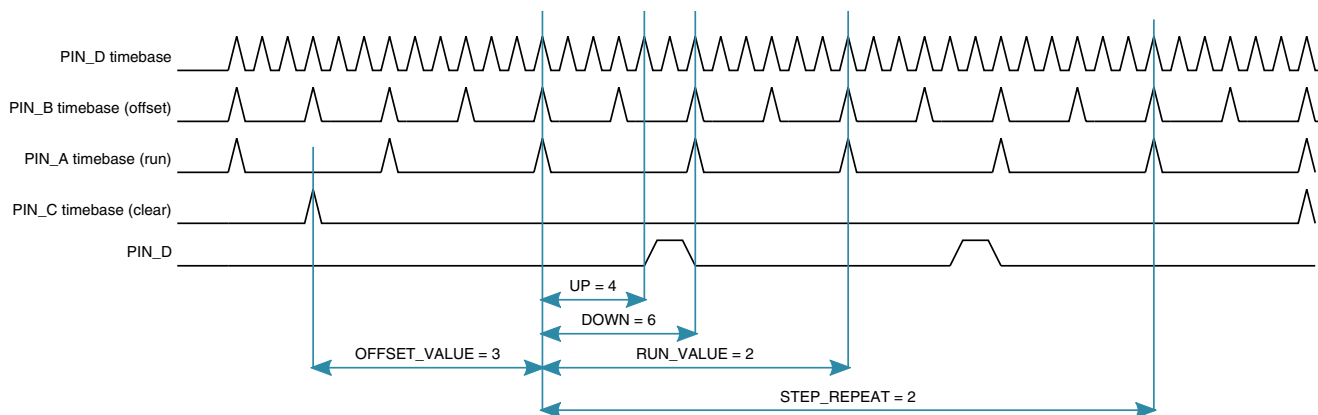 PIN_D timebase
PIN_B timebase (offset)
PIN_A timebase (run)
PIN_C timebase (clear)
PIN_D
UP = 4
DOWN = 6
OFFSET_VALUE = 3
RUN_VALUE = 2
STEP_REPEAT = 2